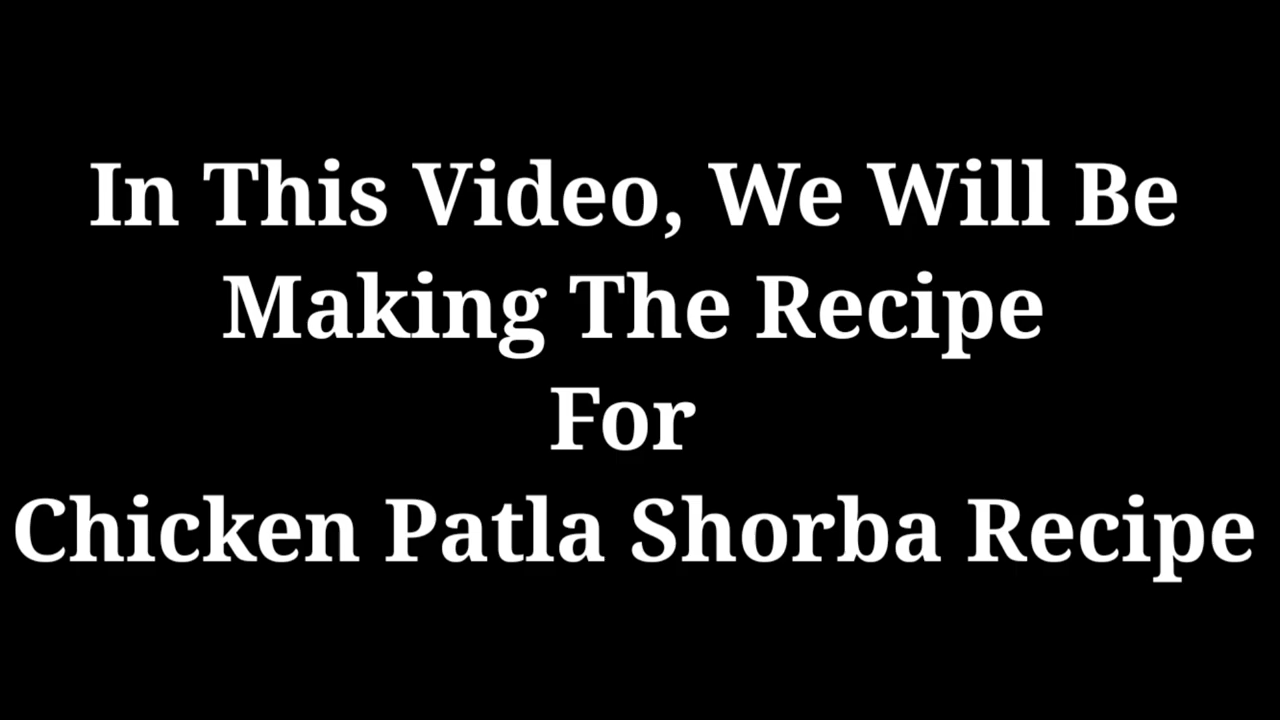 In This Video, We Will Be
Making The Recipe
For
Chicken Patla Shorba Recipe